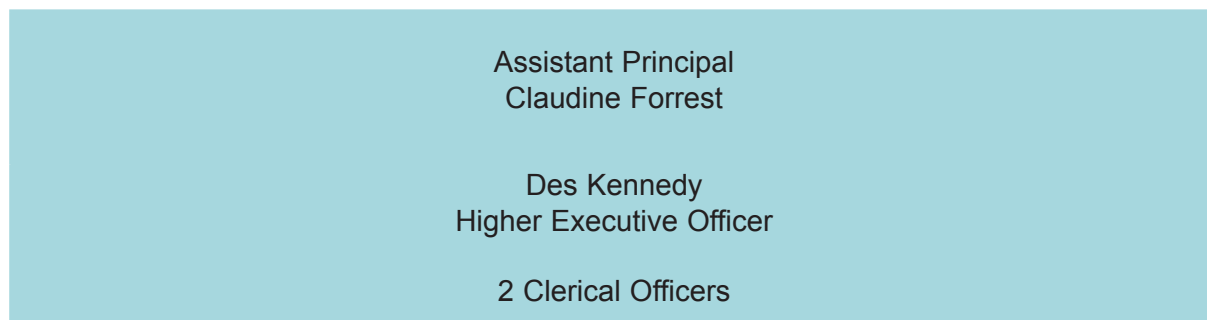 Assistant Principal
Claudine Forrest
Des Kennedy
Higher Executive Officer
2 Clerical Officers